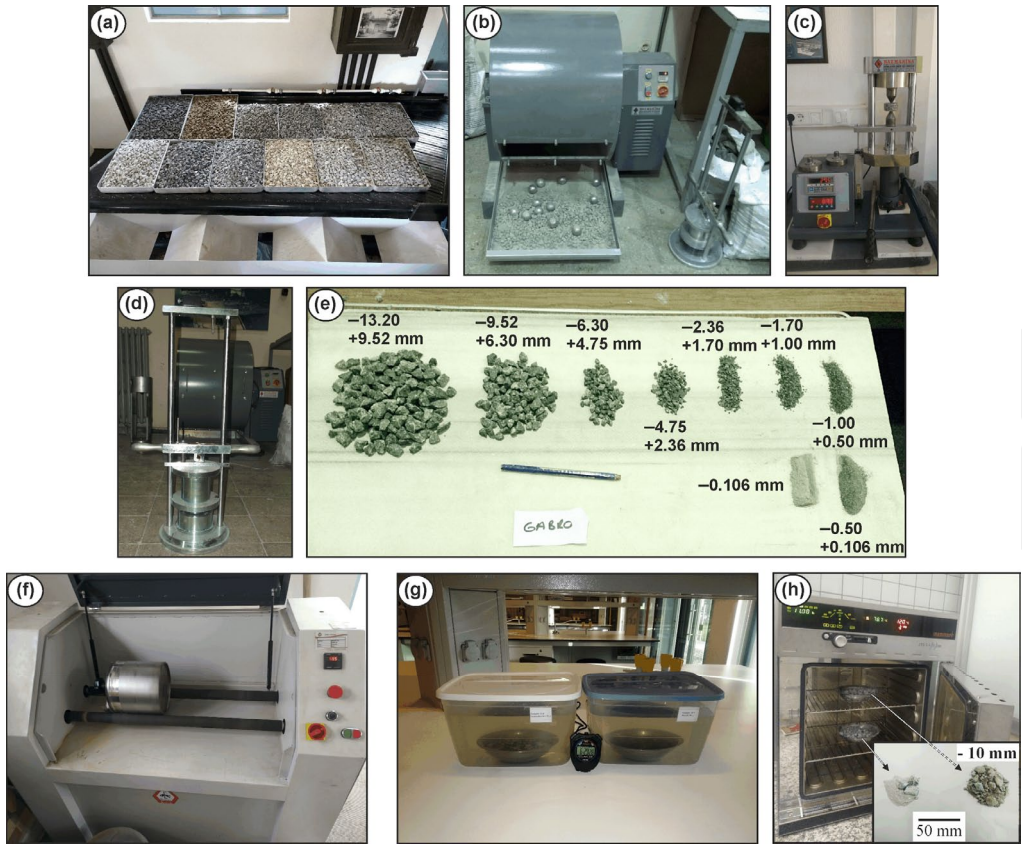 (a)
(b)
(c)
(d)
(e)
–13.20
+9.52 mm
–9.52
+6.30 mm
–6.30
+4.75 mm
–2.36
+1.70 mm
–1.70
+1.00 mm
–4.75
+2.36 mm
–1.00
+0.50 mm
–0.106 mm
–0.50
+0.106 mm
GABRO
(f)
(g)
(h)
- 10 mm
50 mm